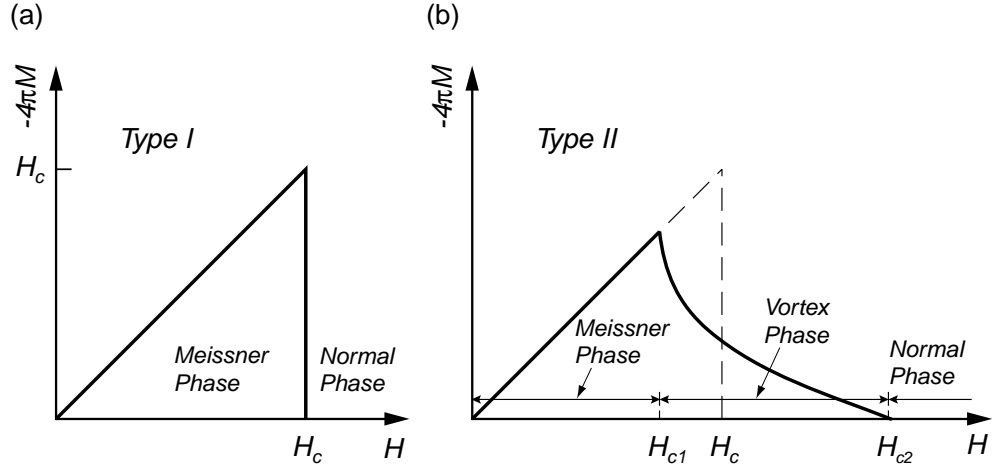 (a)
-4πM
Type I
H_c
Meissner
Phase
Normal
Phase
H_c
H
(b)
-4πM
Type II
Meissner
Phase
Vortex
Phase
Normal
Phase
H_c1
H_c
H_c2
H